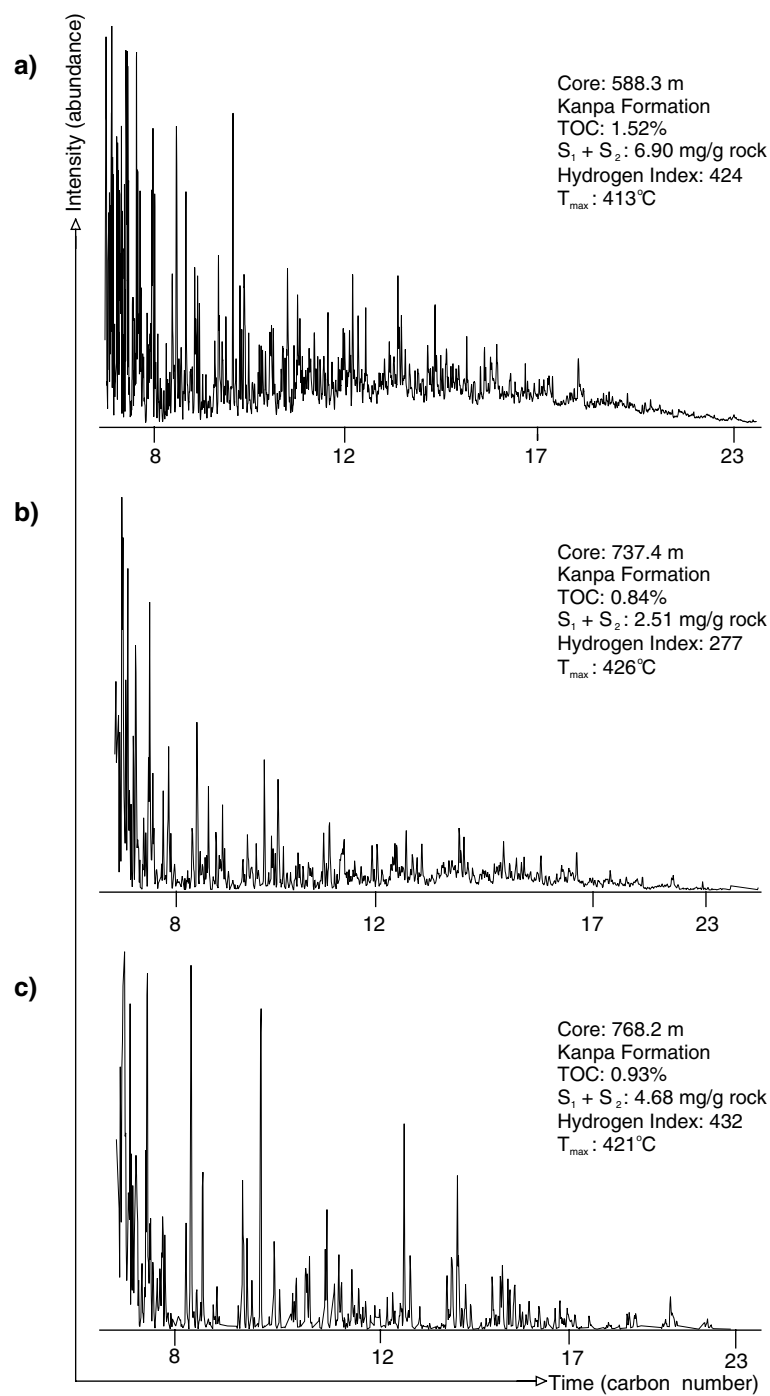 Intensity (abundance)
a)
Core: 588.3 m
Kanpa Formation
TOC: 1.52%
S₁ + S₂: 6.90 mg/g rock
Hydrogen Index: 424
Tmax: 413°C
8 12 17 23
b)
Core: 737.4 m
Kanpa Formation
TOC: 0.84%
S₁ + S₂: 2.51 mg/g rock
Hydrogen Index: 277
Tmax: 426°C
8 12 17 23
c)
Core: 768.2 m
Kanpa Formation
TOC: 0.93%
S₁ + S₂: 4.68 mg/g rock
Hydrogen Index: 432
Tmax: 421°C
8 12 17 23
Time (carbon number)